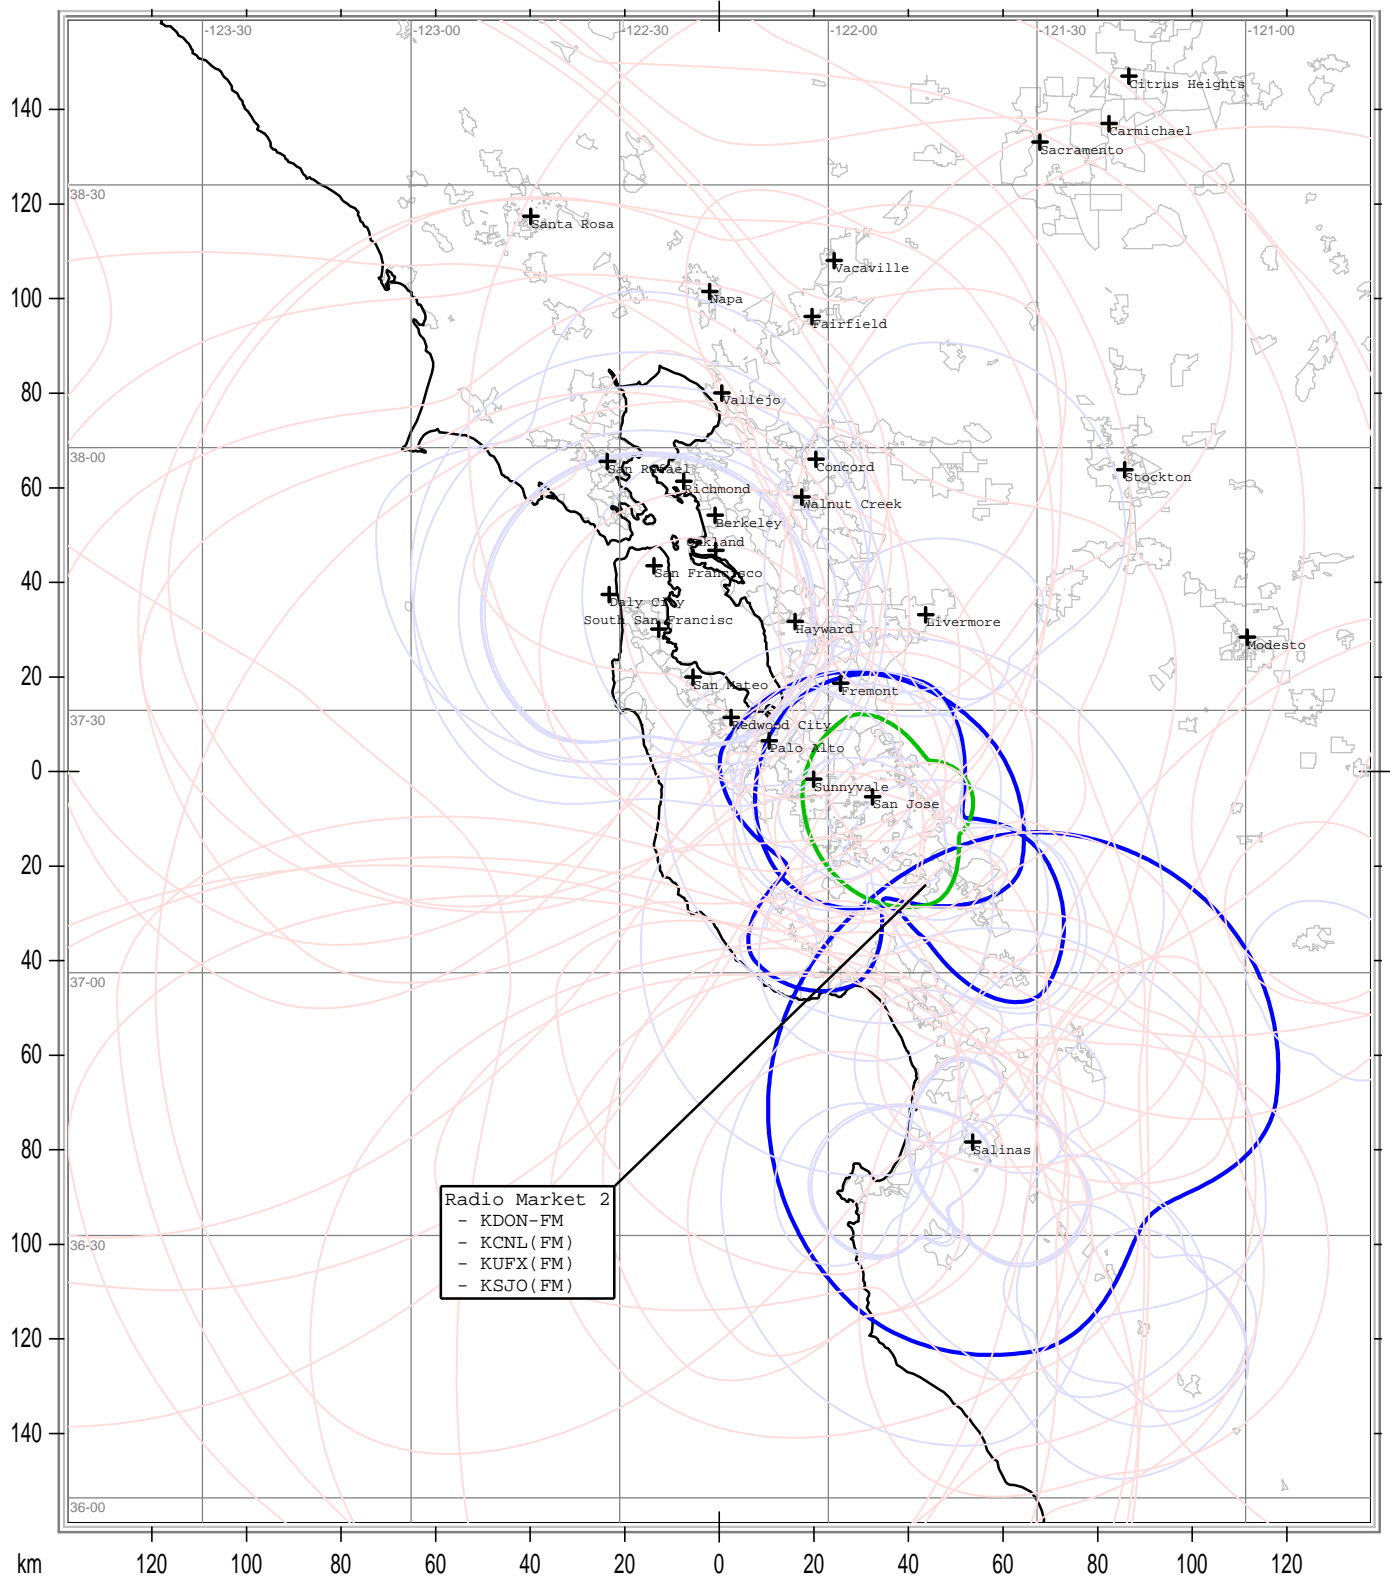 -123-30
-123-00
-122-30
-122-00
-121-30
-121-00
Citrus Heights
140
Carmichael
Sacramento
38-30
120
Santa Rosa
Vacaville
100
Napa
Fairfield
80
Vallejo
38-00
San Rafael
Concord
Stockton
60
Richmond
Walnut Creek
Berkeley
Oakland
San Francisco
40
Daly City
South San Francisc
Hayward
Livermore
Modesto
20
San Mateo
Fremont
37-30
Redwood City
Palo Alto
0
Sunnyvale
San Jose
20
40
37-00
60
80
Salinas
Radio Market 2
- KDON-FM
- KCNL(FM)
- KUFX(FM)
- KSJO(FM)
100
36-30
120
140
36-00
km 120 100 80 60 40 20 0 20 40 60 80 100 120